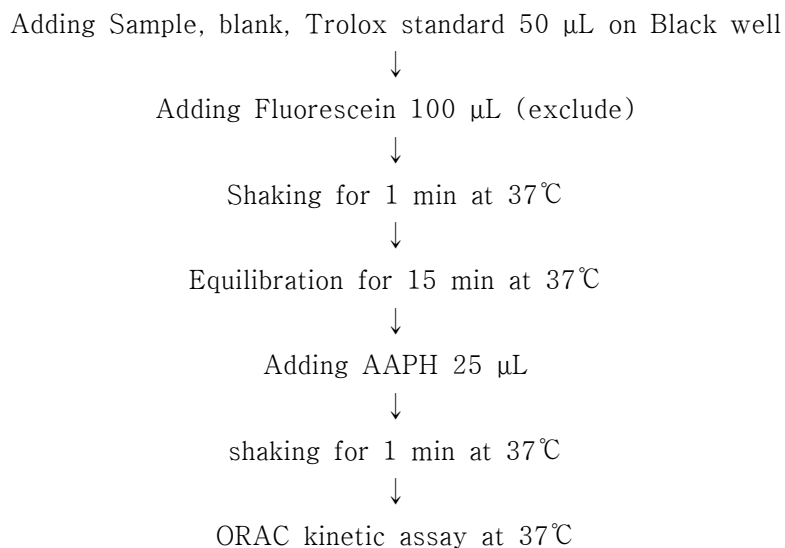 Adding Sample, blank, Trolox standard 50 μL on Black well
↓
Adding Fluorescein 100 μL (exclude)
↓
Shaking for 1 min at 37℃
↓
Equilibration for 15 min at 37℃
↓
Adding AAPH 25 μL
↓
shaking for 1 min at 37℃
↓
ORAC kinetic assay at 37℃